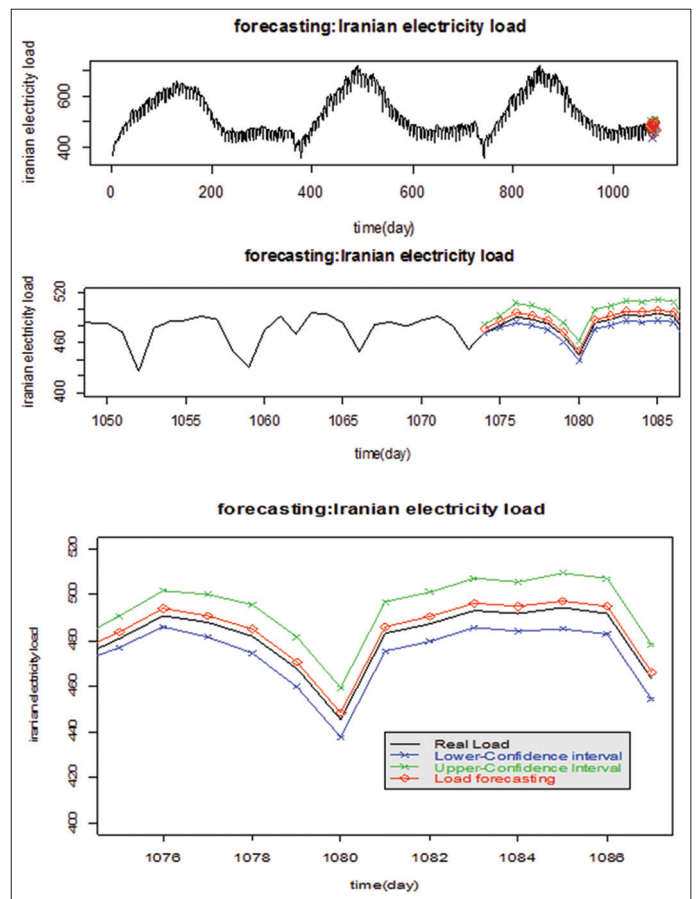 forecasting:Iranian electricity load
iranian electricity load
600
400
0 200 400 600 800 1000
time(day)
forecasting:Iranian electricity load
iranian electricity load
520
460
400
1050 1055 1060 1065 1070 1075 1080 1085
time(day)
forecasting:Iranian electricity load
iranian electricity load
520
500
480
460
440
420
400
Real Load
Lower-Confidence interval
Upper-Confidence Interval
Load forecasting
1076 1078 1080 1082 1084 1086
time(day)